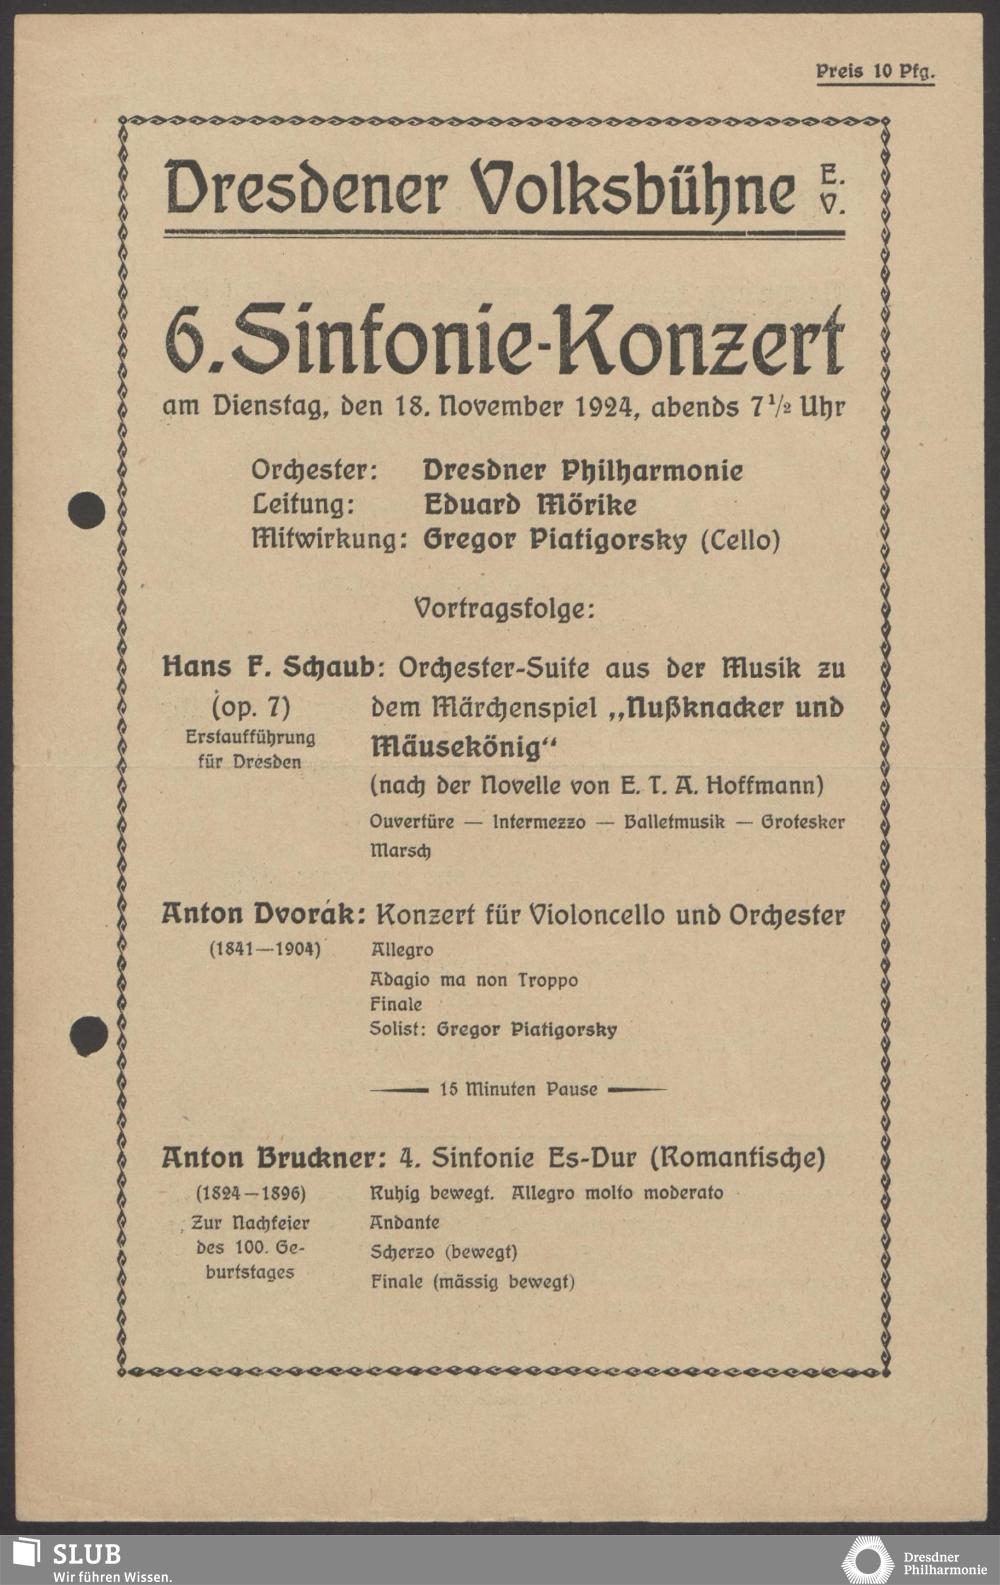 Preis 10 Pfg.
Dresdener Volksbühne E. V.
6. Sinfonie-Konzert
am Dienstag, den 18. November 1924, abends 7 1/2 Uhr
Orchester: Dresdner Philharmonie
Leitung: Eduard Mörike
Mitwirkung: Gregor Piatigorsky (Cello)
Vortragsfolge:
Hans F. Schaub: Orchester-Suite aus der Musik zu
(op. 7) dem Märchenspiel „Nußknacker und
Erstaufführung
für Dresden
Mäusekönig“
(nach der Novelle von E. T. A. Hoffmann)
Ouvertüre — Intermezzo — Balletmusik — Grotesker
Marsch
Anton Dvorák: Konzert für Violoncello und Orchester
(1841—1904) Allegro
Adagio ma non Troppo
Finale
Solist: Gregor Piatigorsky
15 Minuten Pause
Anton Bruckner: 4. Sinfonie Es-Dur (Romantische)
(1824—1896) Ruhig bewegt. Allegro molto moderato
Zur Nachfeier Andante
des 100. Ge- Scherzo (bewegt)
burtstages Finale (mässig bewegt)
SLUB
Wir führen Wissen.
Dresdner
Philharmonie